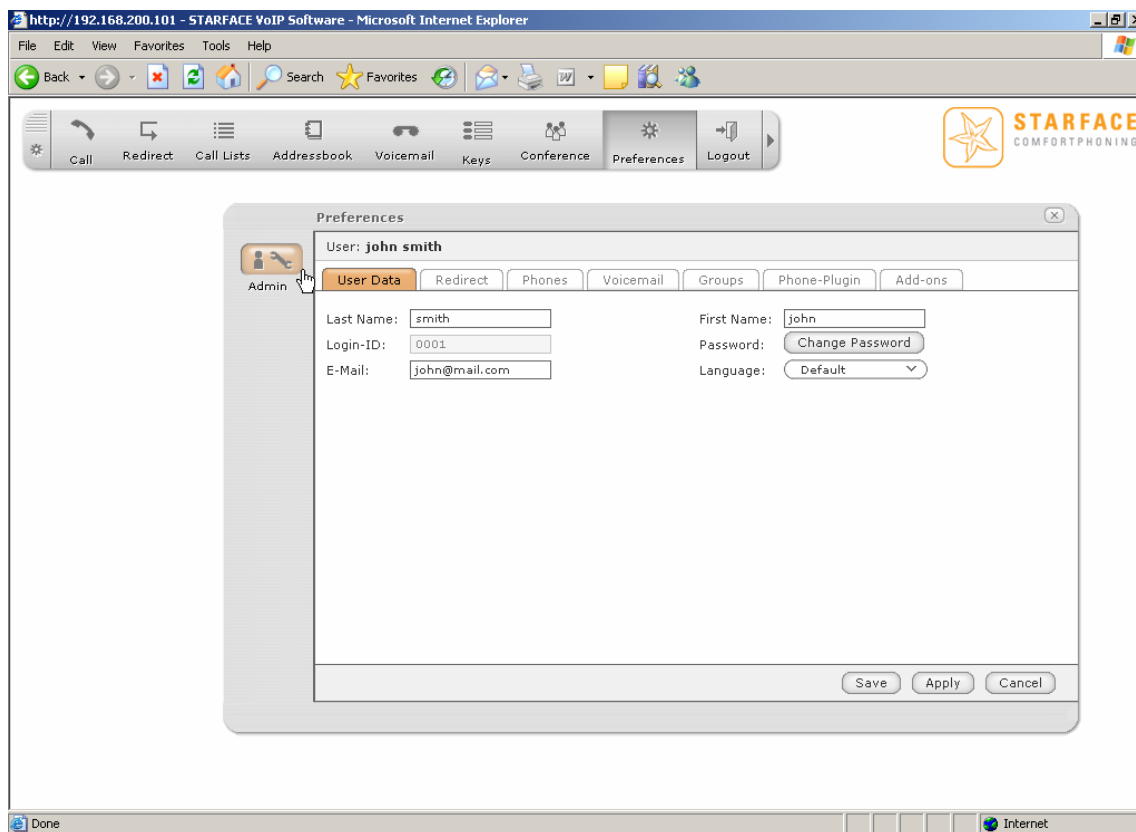 http://192.168.200.101 - STARFACE VoIP Software - Microsoft Internet Explorer
File Edit View Favorites Tools Help
Back Search Favorites
Call Redirect Call Lists Addressbook Voicemail Keys Conference Preferences Logout
STARFACE
COMFORTPHONING
Preferences
Admin
User: john smith
User Data Redirect Phones Voicemail Groups Phone-Plugin Add-ons
Last Name: smith First Name: john
Login-ID: 0001 Password: Change Password
E-Mail: john@mail.com Language: Default
Save Apply Cancel
Done Internet